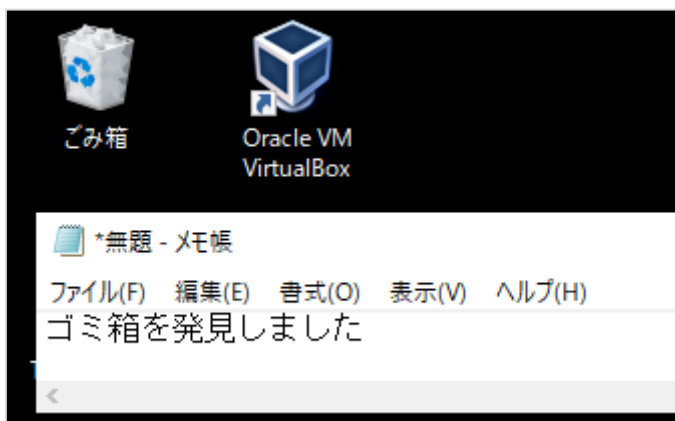 ごみ箱
Oracle VM
VirtualBox
*無題 - メモ帳
ファイル(F) 編集(E) 書式(O) 表示(V) ヘルプ(H)
ゴミ箱を発見しました